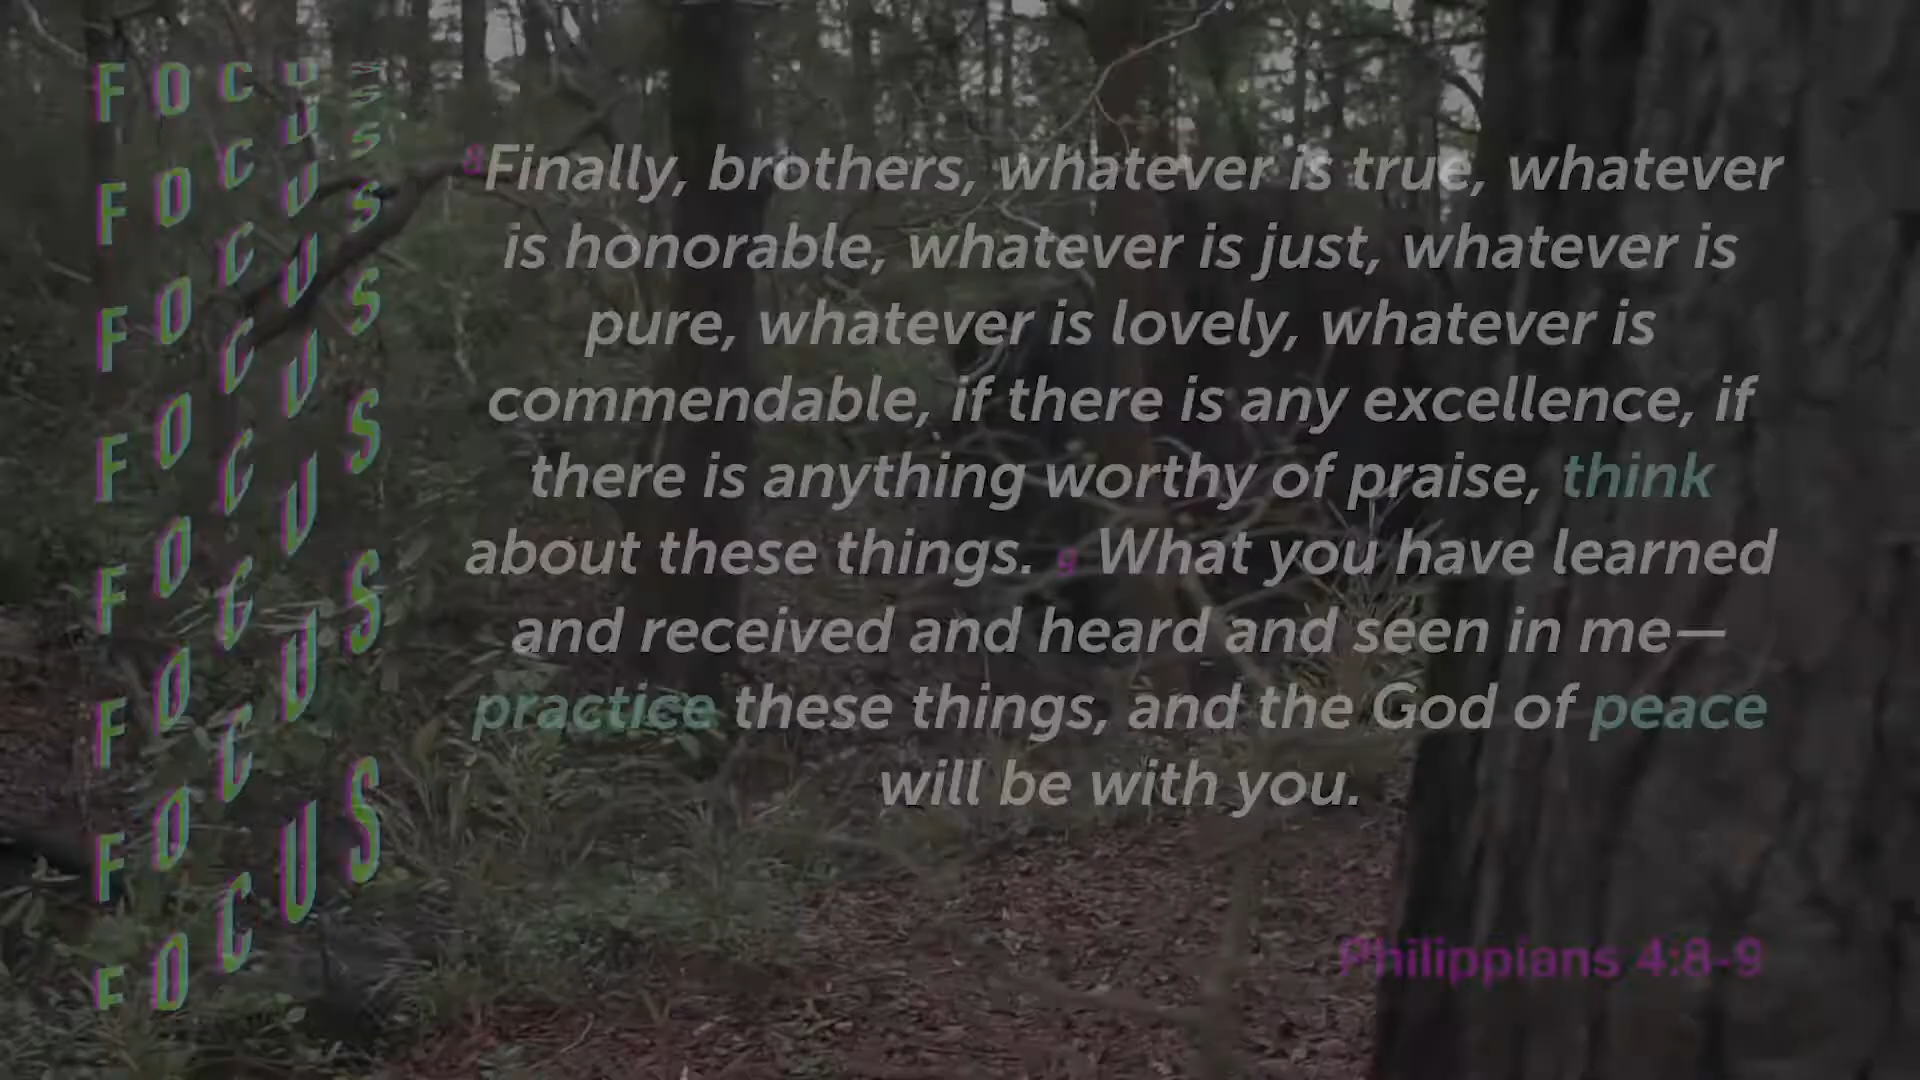 FOCUS
FOCUS
FOCUS
FOCUS
FOCUS
FOCUS
FOCUS
FOCUS
8Finally, brothers, whatever is true, whatever
is honorable, whatever is just, whatever is
pure, whatever is lovely, whatever is
commendable, if there is any excellence, if
there is anything worthy of praise, think
about these things. 9 What you have learned
and received and heard and seen in me—
practice these things, and the God of peace
will be with you.
Philippians 4:8-9